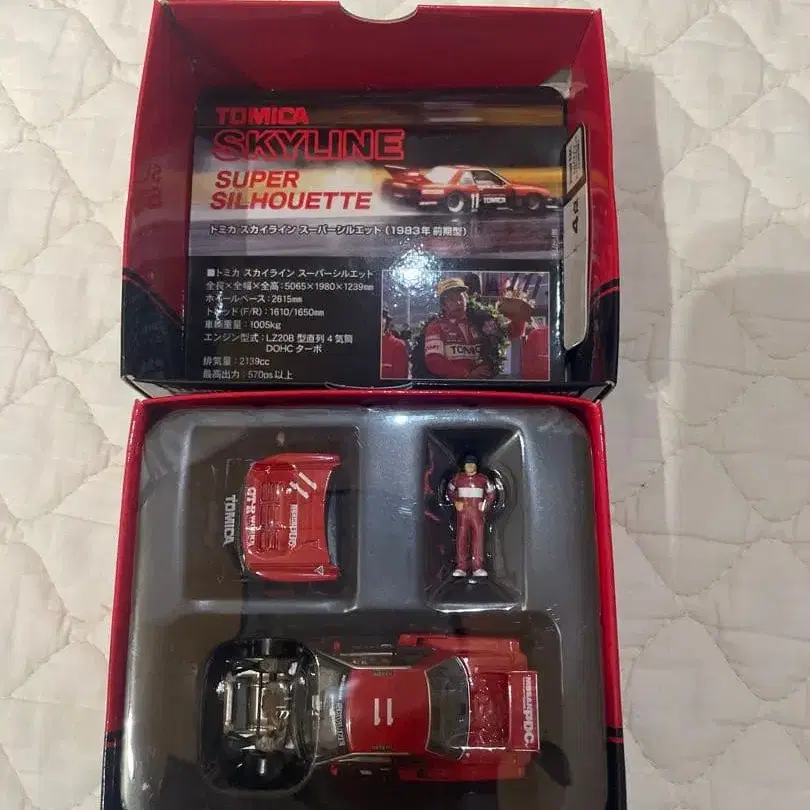 TOMICA
SKYLINE
SUPER
SILHOUETTE
11 TOMICA
トミカ スカイライン スーパーシルエット (1983年 前期型)
■トミカ スカイライン スーパーシルエット
全長×全幅×全高:5065×1980×1239mm
ホイールベース:2615mm
トレッド(F/R):1610/1650mm
車両重量:1005kg
エンジン型式:LZ20B 型直列 4 気筒
DOHC ターボ
排気量:2139cc
最高出力:570ps 以上
TOMICA
11
TOMICA
11